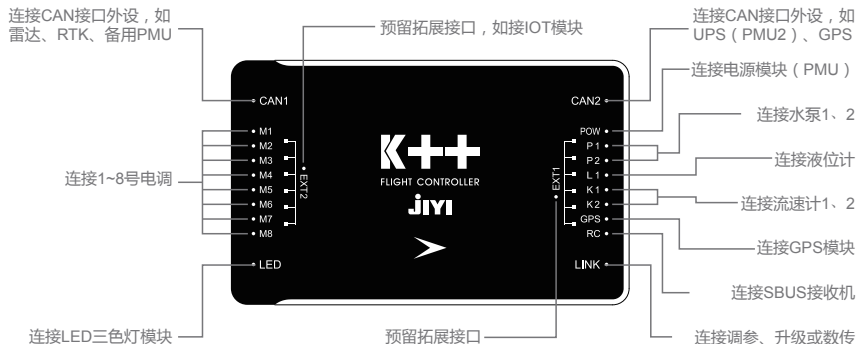 连接CAN接口外设，如
雷达、RTK、备用PMU
预留拓展接口，如接IOT模块
连接CAN接口外设，如
UPS（PMU2）、GPS
连接电源模块（PMU）
连接水泵1、2
连接液位计
连接流速计1、2
连接GPS模块
连接SBUS接收机
连接调参、升级或数传
连接1~8号电调
连接LED三色灯模块
预留拓展接口
CAN1
M1
M2
M3
M4
M5
M6
M7
M8
LED
EXT2
K++
FLIGHT CONTROLLER
JIYI
EXT1
CAN2
POW
P1
P2
L1
K1
K2
GPS
RC
LINK